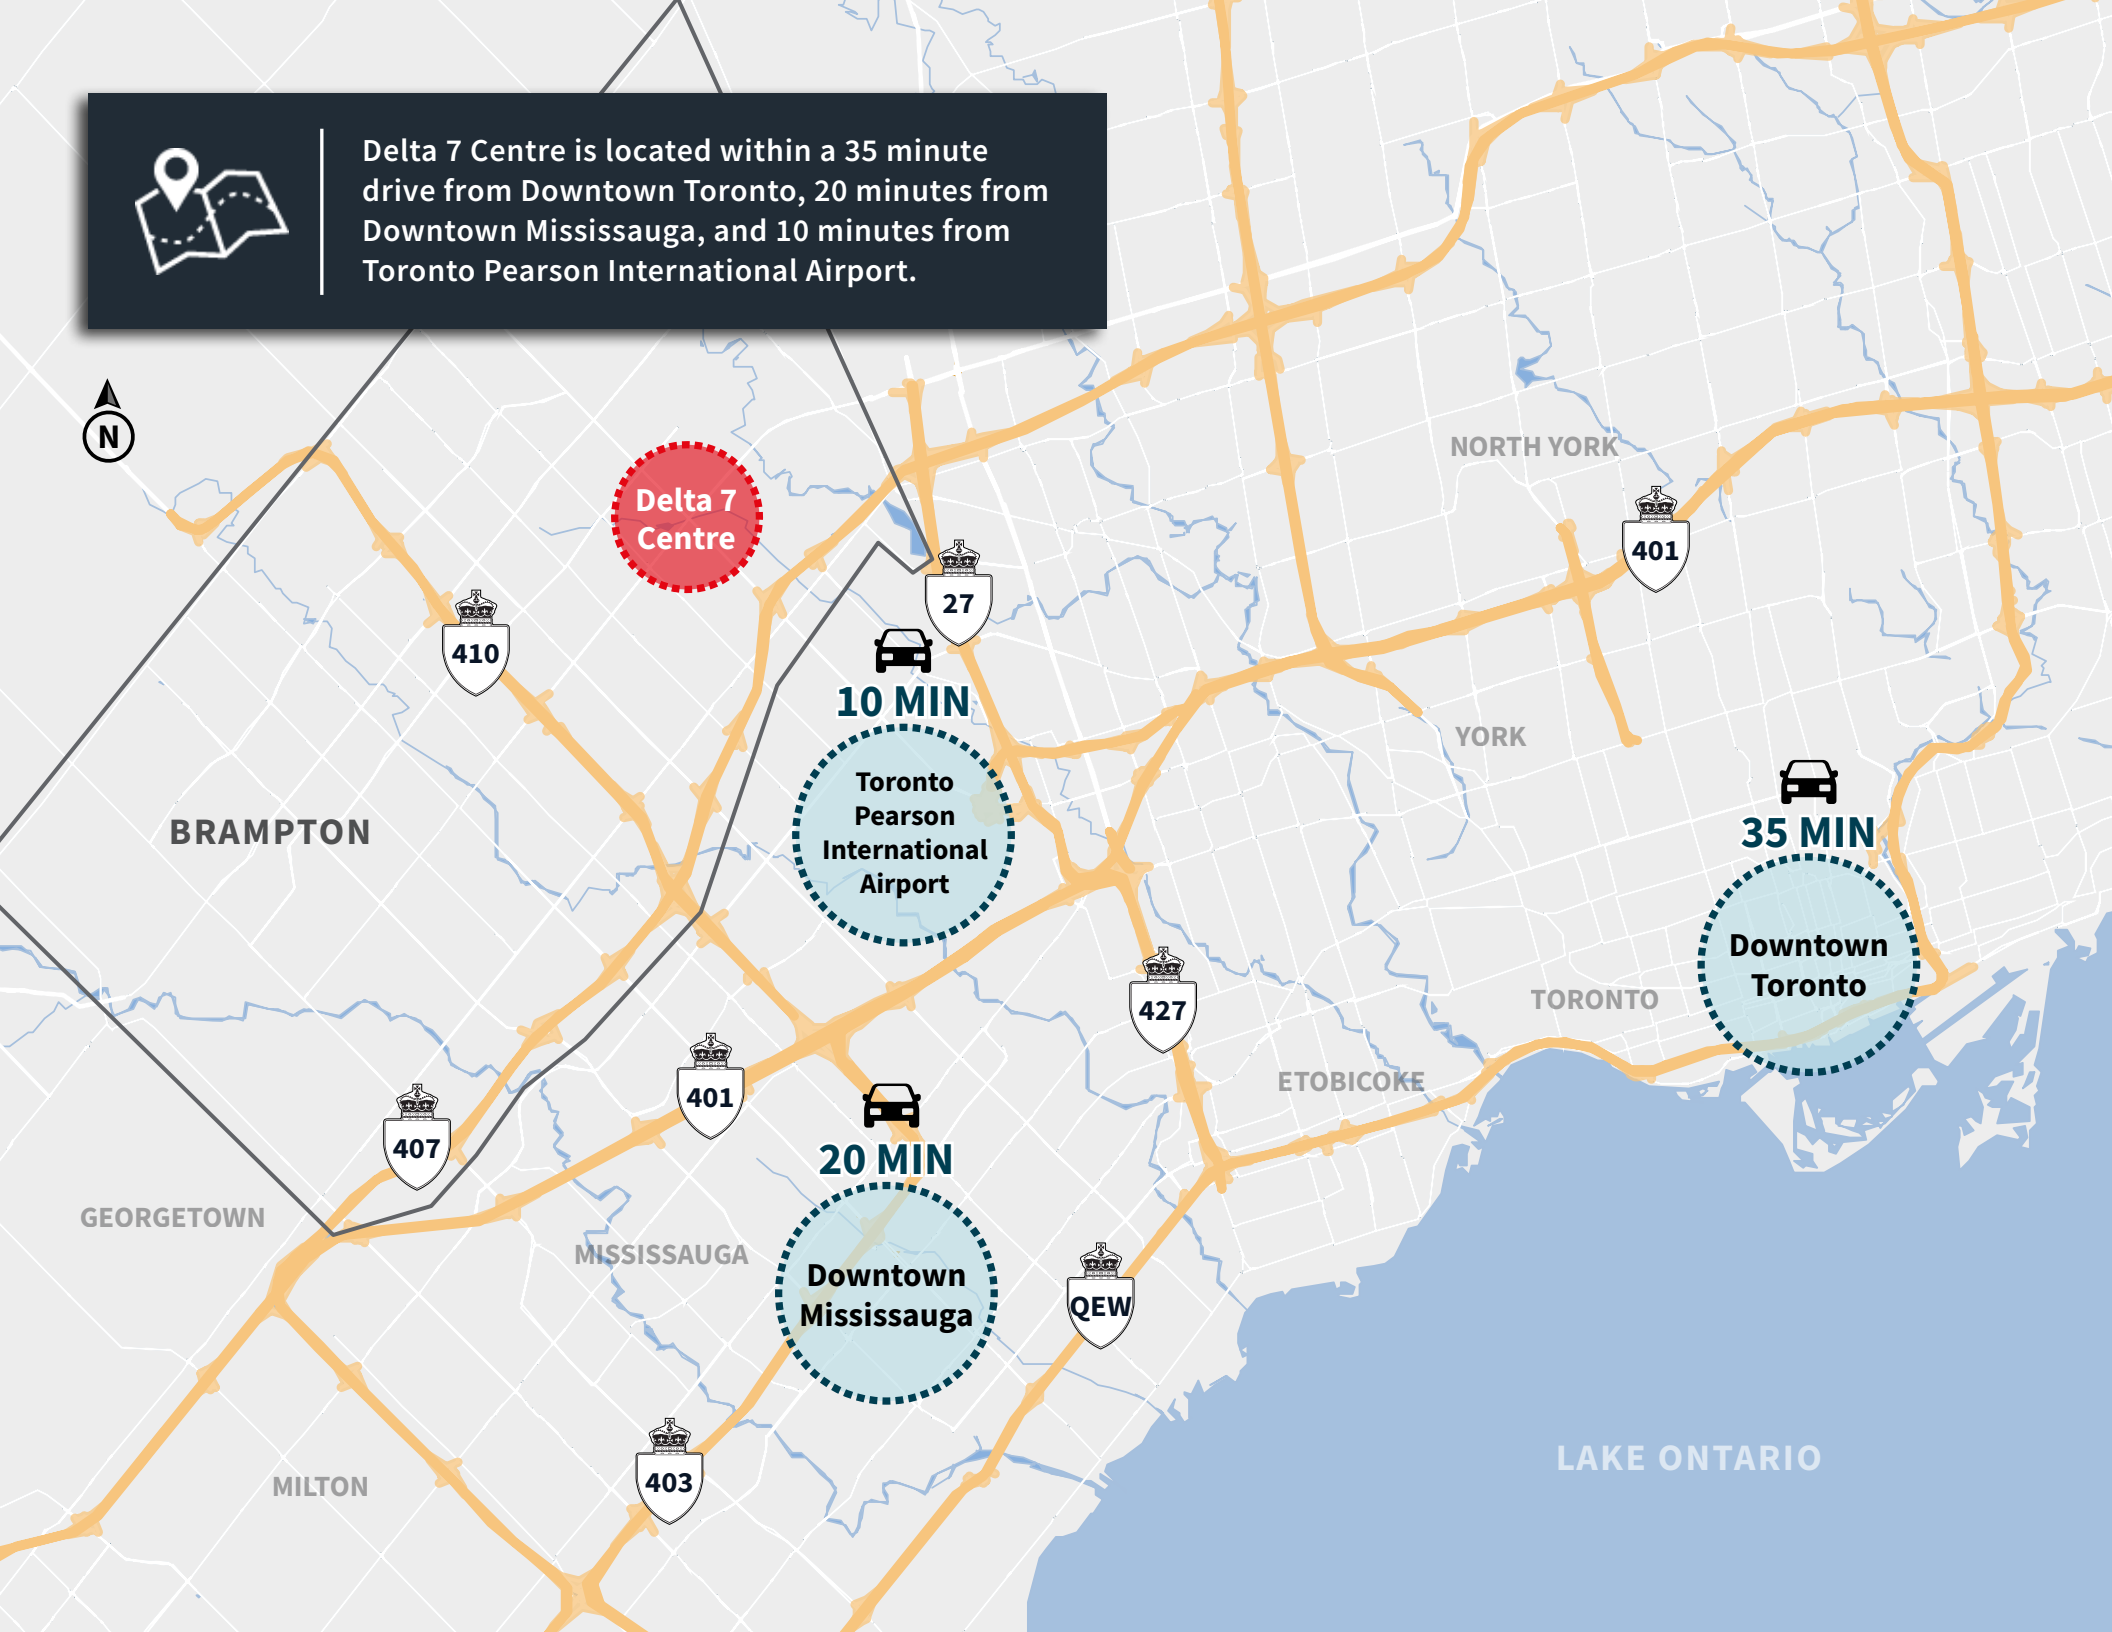 Delta 7 Centre is located within a 35 minute
drive from Downtown Toronto, 20 minutes from
Downtown Mississauga, and 10 minutes from
Toronto Pearson International Airport.
N
Delta 7
Centre
NORTH YORK
401
27
410
10 MIN
Toronto
Pearson
International
Airport
YORK
35 MIN
Downtown
Toronto
BRAMPTON
427
TORONTO
ETOBICOKE
401
407
20 MIN
Downtown
Mississauga
GEORGETOWN
MISSISSAUGA
QEW
403
MILTON
LAKE ONTARIO